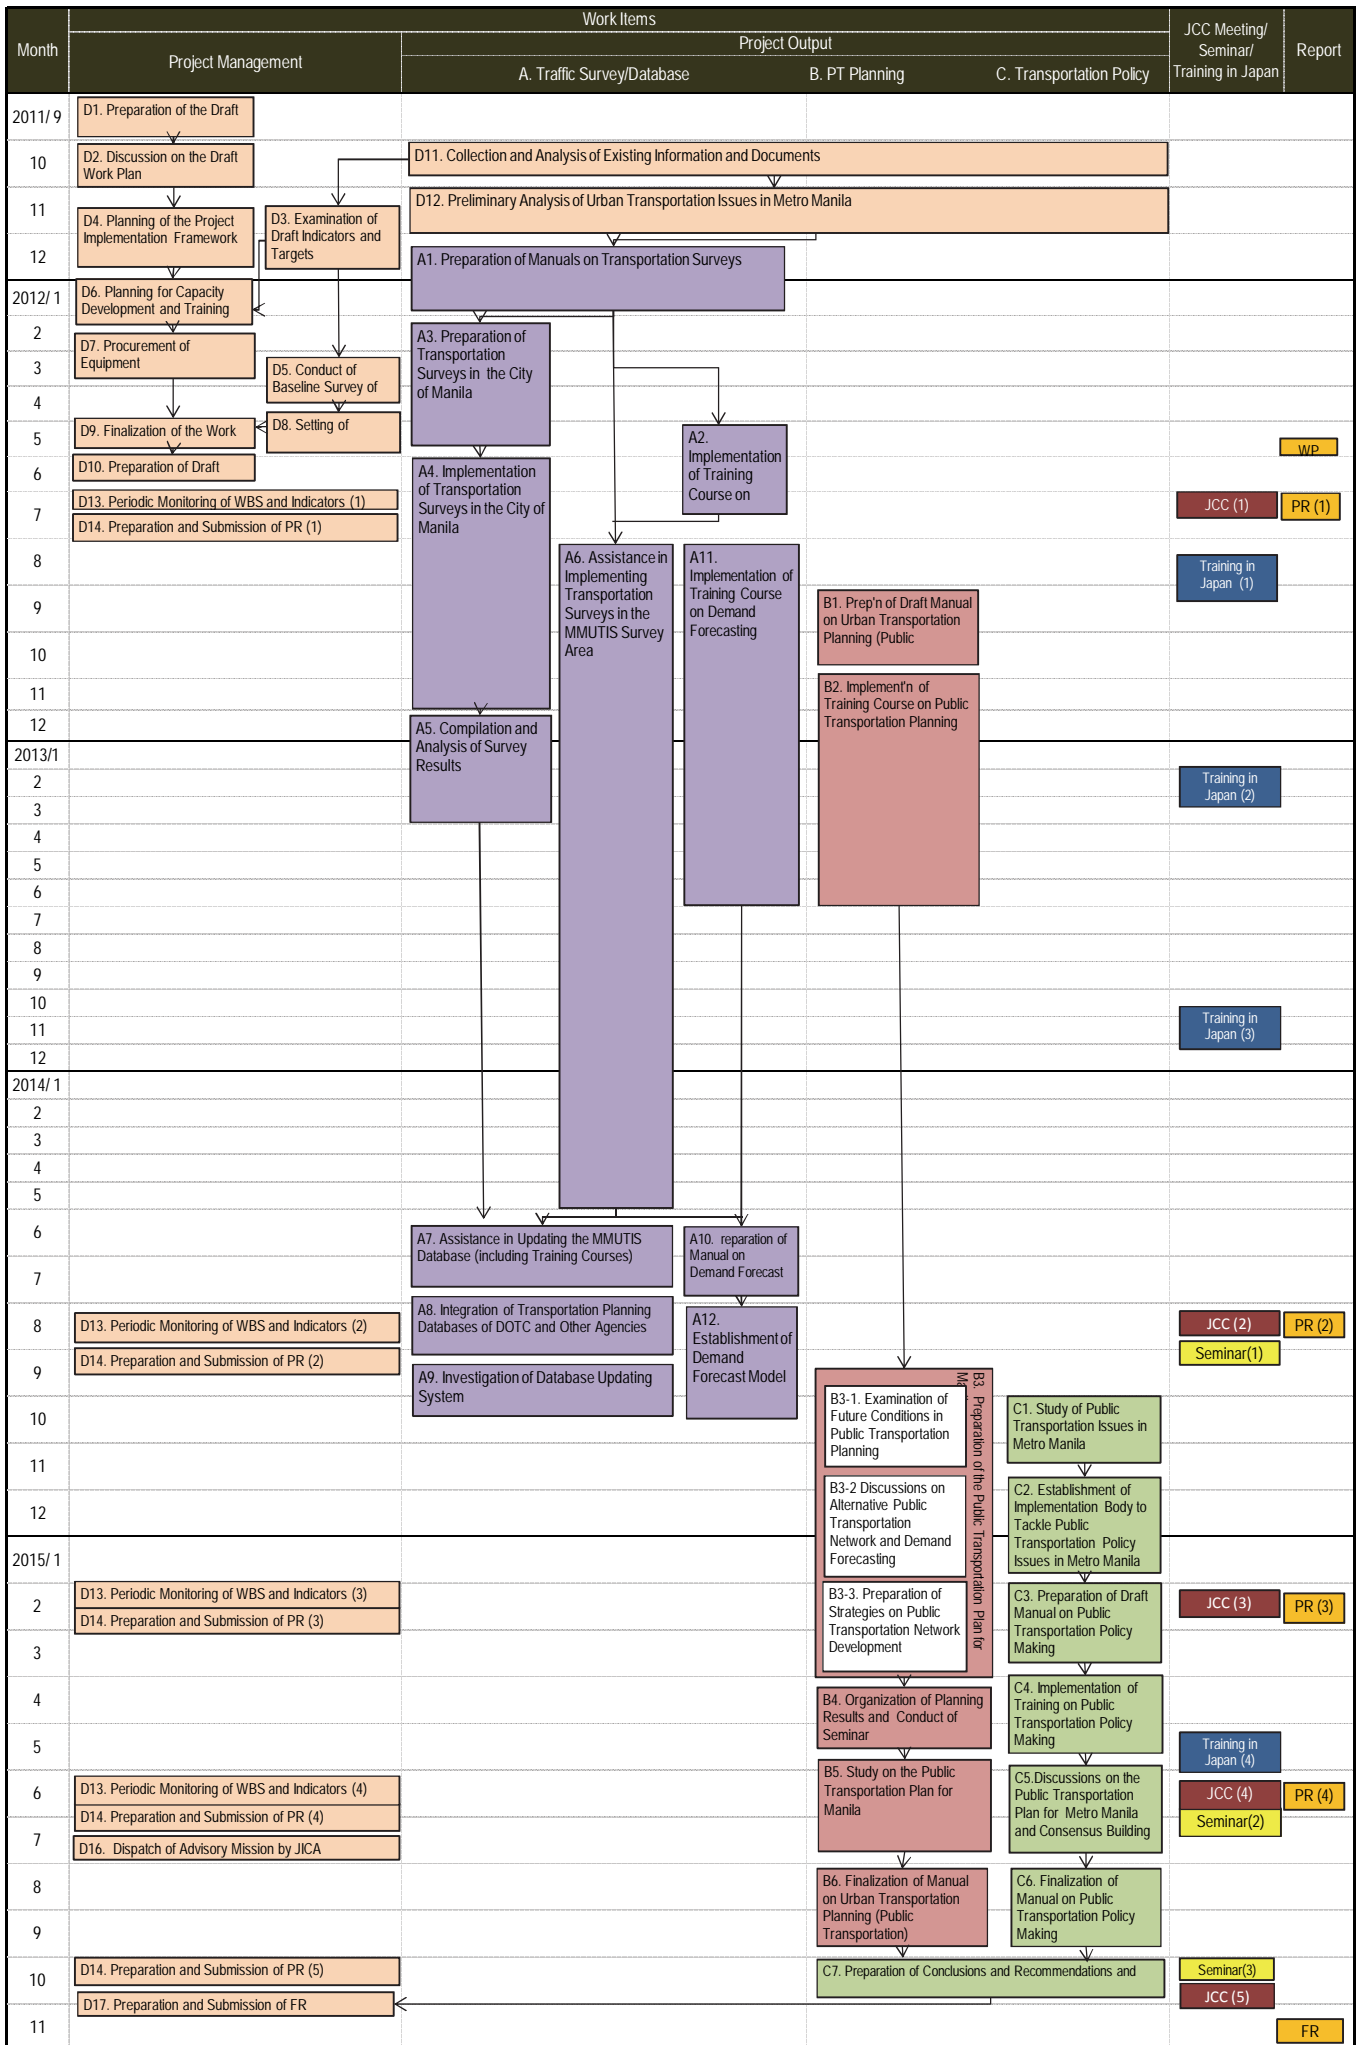 Month
Work Items
Project Management
Project Output
A. Traffic Survey/Database
B. PT Planning
C. Transportation Policy
JCC Meeting/
Seminar/
Training in Japan
Report
2011/ 9
D1. Preparation of the Draft
10
D2. Discussion on the Draft
Work Plan
D11. Collection and Analysis of Existing Information and Documents
11
D4. Planning of the Project
Implementation Framework
D3. Examination of
Draft Indicators and
Targets
D12. Preliminary Analysis of Urban Transportation Issues in Metro Manila
12
A1. Preparation of Manuals on Transportation Surveys
2012/ 1
D6. Planning for Capacity
Development and Training
2
D7. Procurement of
Equipment
A3. Preparation of
Transportation
Surveys in the City
of Manila
3
D5. Conduct of
Baseline Survey of
4
5
D9. Finalization of the Work
D8. Setting of
A2.
Implementation
of Training
Course on
WP
6
D10. Preparation of Draft
A4. Implementation
of Transportation
Surveys in the City of
Manila
7
D13. Periodic Monitoring of WBS and Indicators (1)
D14. Preparation and Submission of PR (1)
JCC (1)
PR (1)
8
A6. Assistance in
Implementing
Transportation
Surveys in the
MMUTIS Survey
Area
A11.
Implementation of
Training Course
on Demand
Forecasting
Training in
Japan (1)
9
B1. Prep'n of Draft Manual
on Urban Transportation
Planning (Public
10
11
B2. Implement'n of
Training Course on Public
Transportation Planning
12
A5. Compilation and
Analysis of Survey
Results
2013/1
2
Training in
Japan (2)
3
4
5
6
7
8
9
10
11
Training in
Japan (3)
12
2014/ 1
2
3
4
5
6
A7. Assistance in Updating the MMUTIS
Database (including Training Courses)
A10. reparation of
Manual on
Demand Forecast
7
8
D13. Periodic Monitoring of WBS and Indicators (2)
A8. Integration of Transportation Planning
Databases of DOTC and Other Agencies
A12.
Establishment of
Demand
Forecast Model
JCC (2)
PR (2)
Seminar(1)
9
D14. Preparation and Submission of PR (2)
A9. Investigation of Database Updating
System
B3. Preparation of the Public Transportation Plan for
B3-1. Examination of
Future Conditions in
Public Transportation
Planning
10
C1. Study of Public
Transportation Issues in
Metro Manila
11
12
B3-2 Discussions on
Alternative Public
Transportation
Network and Demand
Forecasting
C2. Establishment of
Implementation Body to
Tackle Public
Transportation Policy
Issues in Metro Manila
2015/ 1
2
D13. Periodic Monitoring of WBS and Indicators (3)
D14. Preparation and Submission of PR (3)
B3-3. Preparation of
Strategies on Public
Transportation Network
Development
C3. Preparation of Draft
Manual on Public
Transportation Policy
Making
JCC (3)
PR (3)
3
4
B4. Organization of Planning
Results and Conduct of
Seminar
C4. Implementation of
Training on Public
Transportation Policy
Making
5
Training in
Japan (4)
6
D13. Periodic Monitoring of WBS and Indicators (4)
D14. Preparation and Submission of PR (4)
B5. Study on the Public
Transportation Plan for
Manila
C5.Discussions on the
Public Transportation
Plan for Metro Manila
and Consensus Building
JCC (4)
PR (4)
Seminar(2)
7
D16. Dispatch of Advisory Mission by JICA
8
B6. Finalization of Manual
on Urban Transportation
Planning (Public
Transportation)
C6. Finalization of
Manual on Public
Transportation Policy
Making
9
10
D14. Preparation and Submission of PR (5)
C7. Preparation of Conclusions and Recommendations and
Seminar(3)
JCC (5)
D17. Preparation and Submission of FR
11
FR